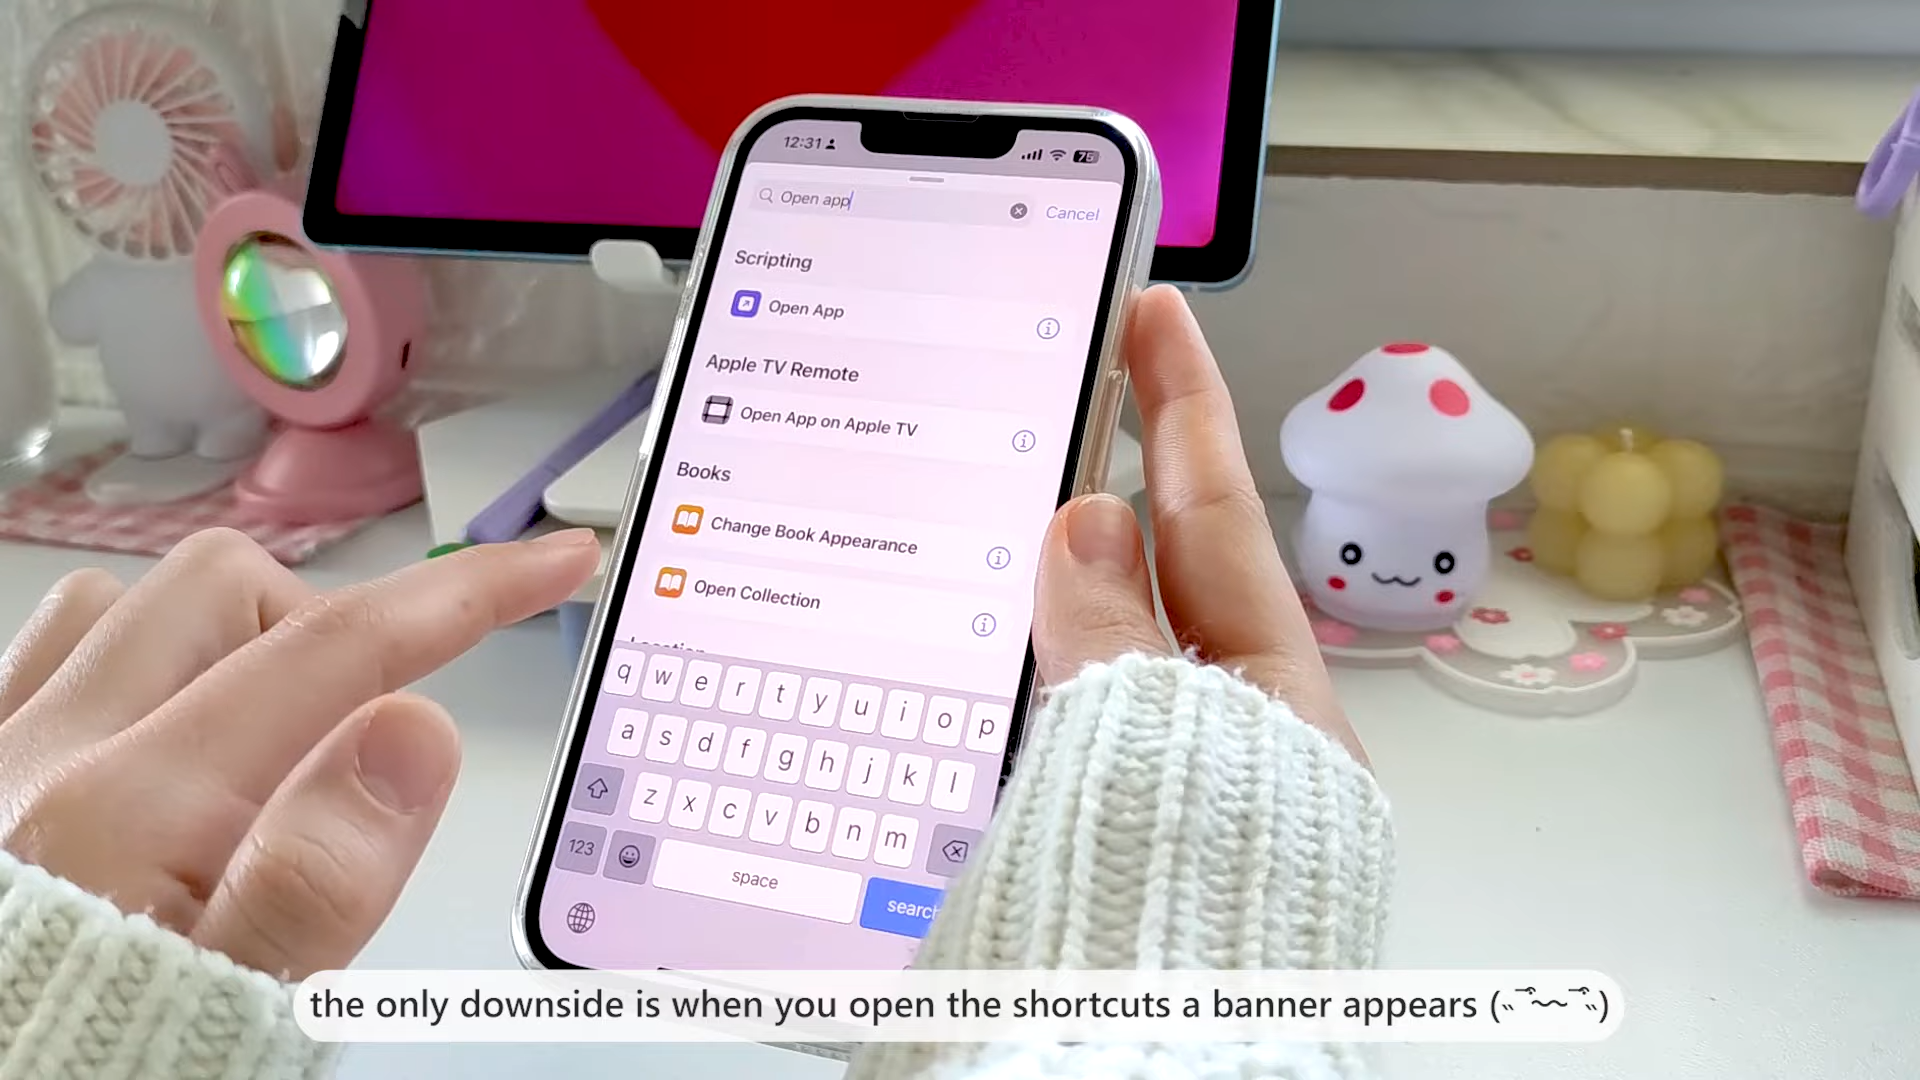 12:31
75
Open app
Cancel
Scripting
Open App
Apple TV Remote
Open App on Apple TV
Books
Change Book Appearance
Open Collection
q w e r t y u i o p
a s d f g h j k l
z x c v b n m
123
space
search
the only downside is when you open the shortcuts a banner appears